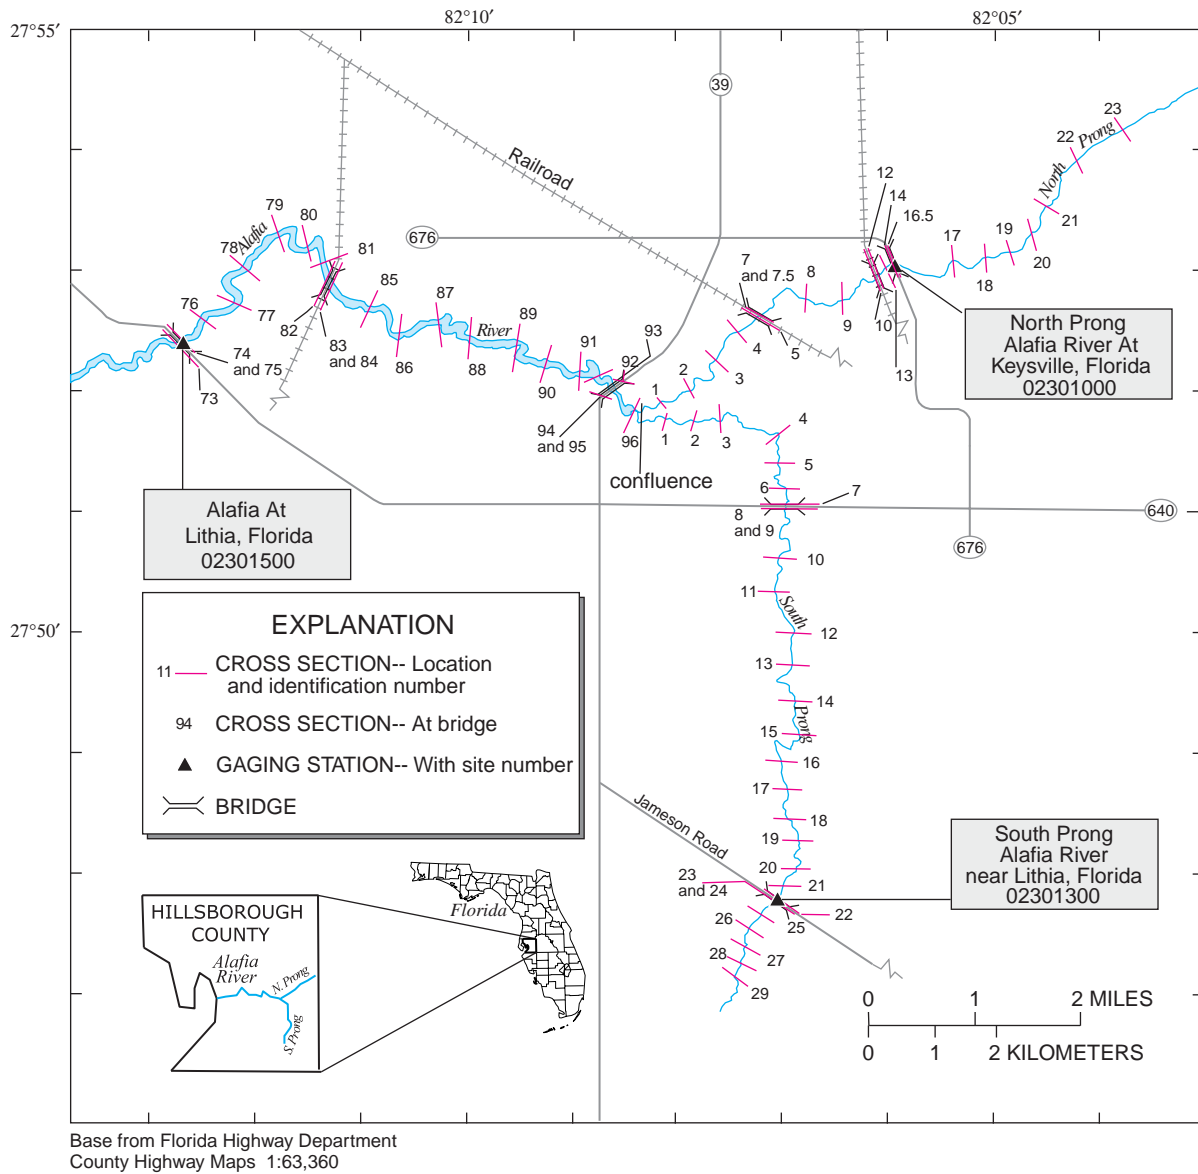 82°10′
82°05′
27°55′
39
23
22
Prong
North
12
14
16.5
Railroad
79
80
Alafia
78
676
81
7
and 7.5
8
17
19
21
20
18
85
76
77
87
89
River
82
83
and 84
86
88
90
91
92
93
9
10
13
4
5
3
2
1
74
and 75
73
94
and 95
96
1
2
3
4
confluence
North Prong
Alafia River At
Keysville, Florida
02301000
5
6
7
8
and 9
640
676
Alafia At
Lithia, Florida
02301500
10
11
South
12
13
14
15
Prong
16
17
18
19
20
21
27°50′
EXPLANATION
11
CROSS SECTION-- Location
and identification number
94
CROSS SECTION-- At bridge
GAGING STATION-- With site number
BRIDGE
Jameson Road
23
and 24
22
25
26
27
28
29
South Prong
Alafia River
near Lithia, Florida
02301300
Florida
HILLSBOROUGH
COUNTY
Alafia
River
N. Prong
S. Prong
0 1 2 MILES
0 1 2 KILOMETERS
Base from Florida Highway Department
County Highway Maps 1:63,360